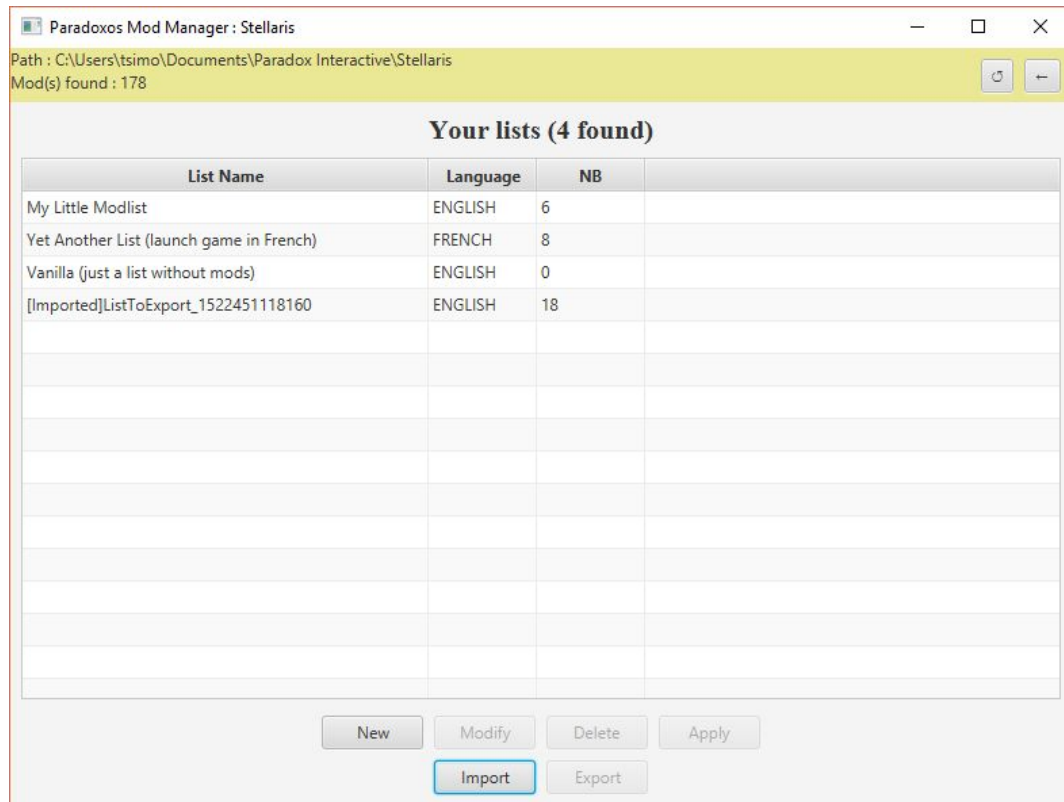 Paradoxos Mod Manager : Stellaris
Path : C:\Users\tsimo\Documents\Paradox Interactive\Stellaris
Mod(s) found : 178
Your lists (4 found)
List Name Language NB
My Little Modlist ENGLISH 6
Yet Another List (launch game in French) FRENCH 8
Vanilla (just a list without mods) ENGLISH 0
[Imported]ListToExport_1522451118160 ENGLISH 18
New Modify Delete Apply
Import Export